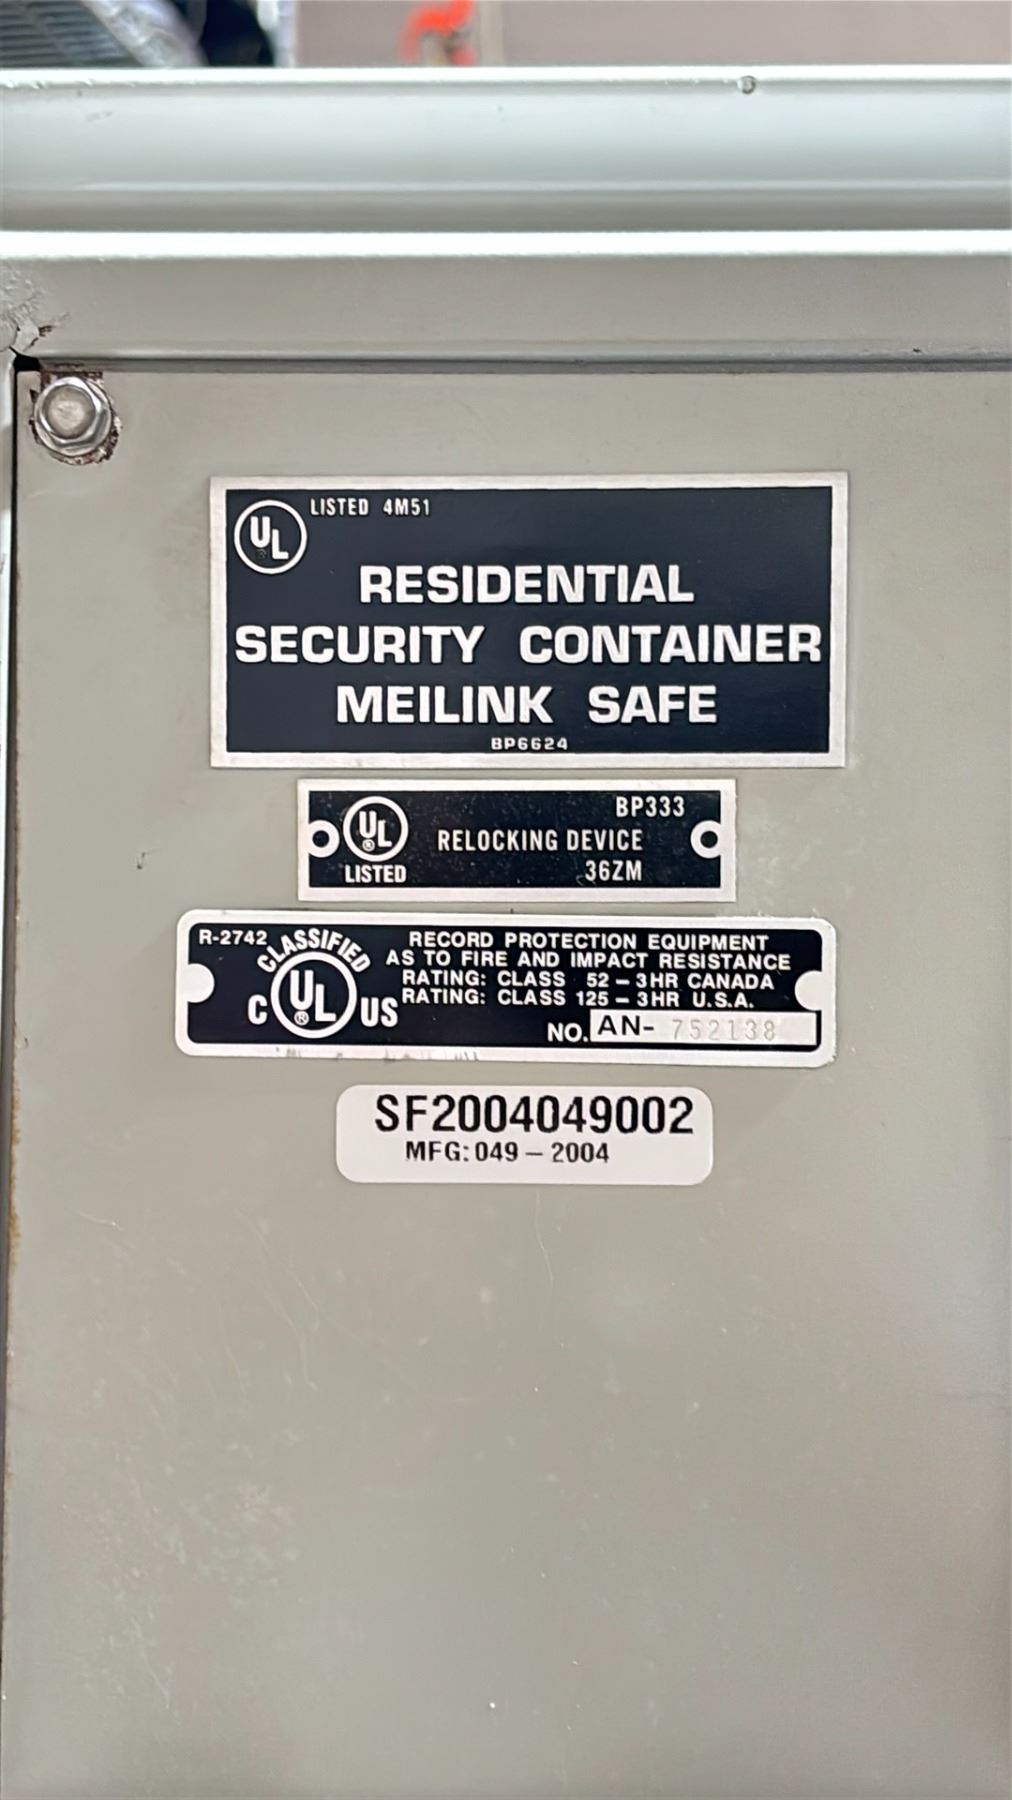 UL LISTED 4M51
RESIDENTIAL
SECURITY CONTAINER
MEILINK SAFE
BP6624
BP333
UL ® RELOCKING DEVICE
LISTED 36ZM
R-2742 CLASSIFIED RECORD PROTECTION EQUIPMENT
AS TO FIRE AND IMPACT RESISTANCE
RATING: CLASS 52 – 3HR CANADA
C UL ® US RATING: CLASS 125 – 3HR U.S.A.
NO. AN- 752138
SF2004049002
MFG: 049 – 2004